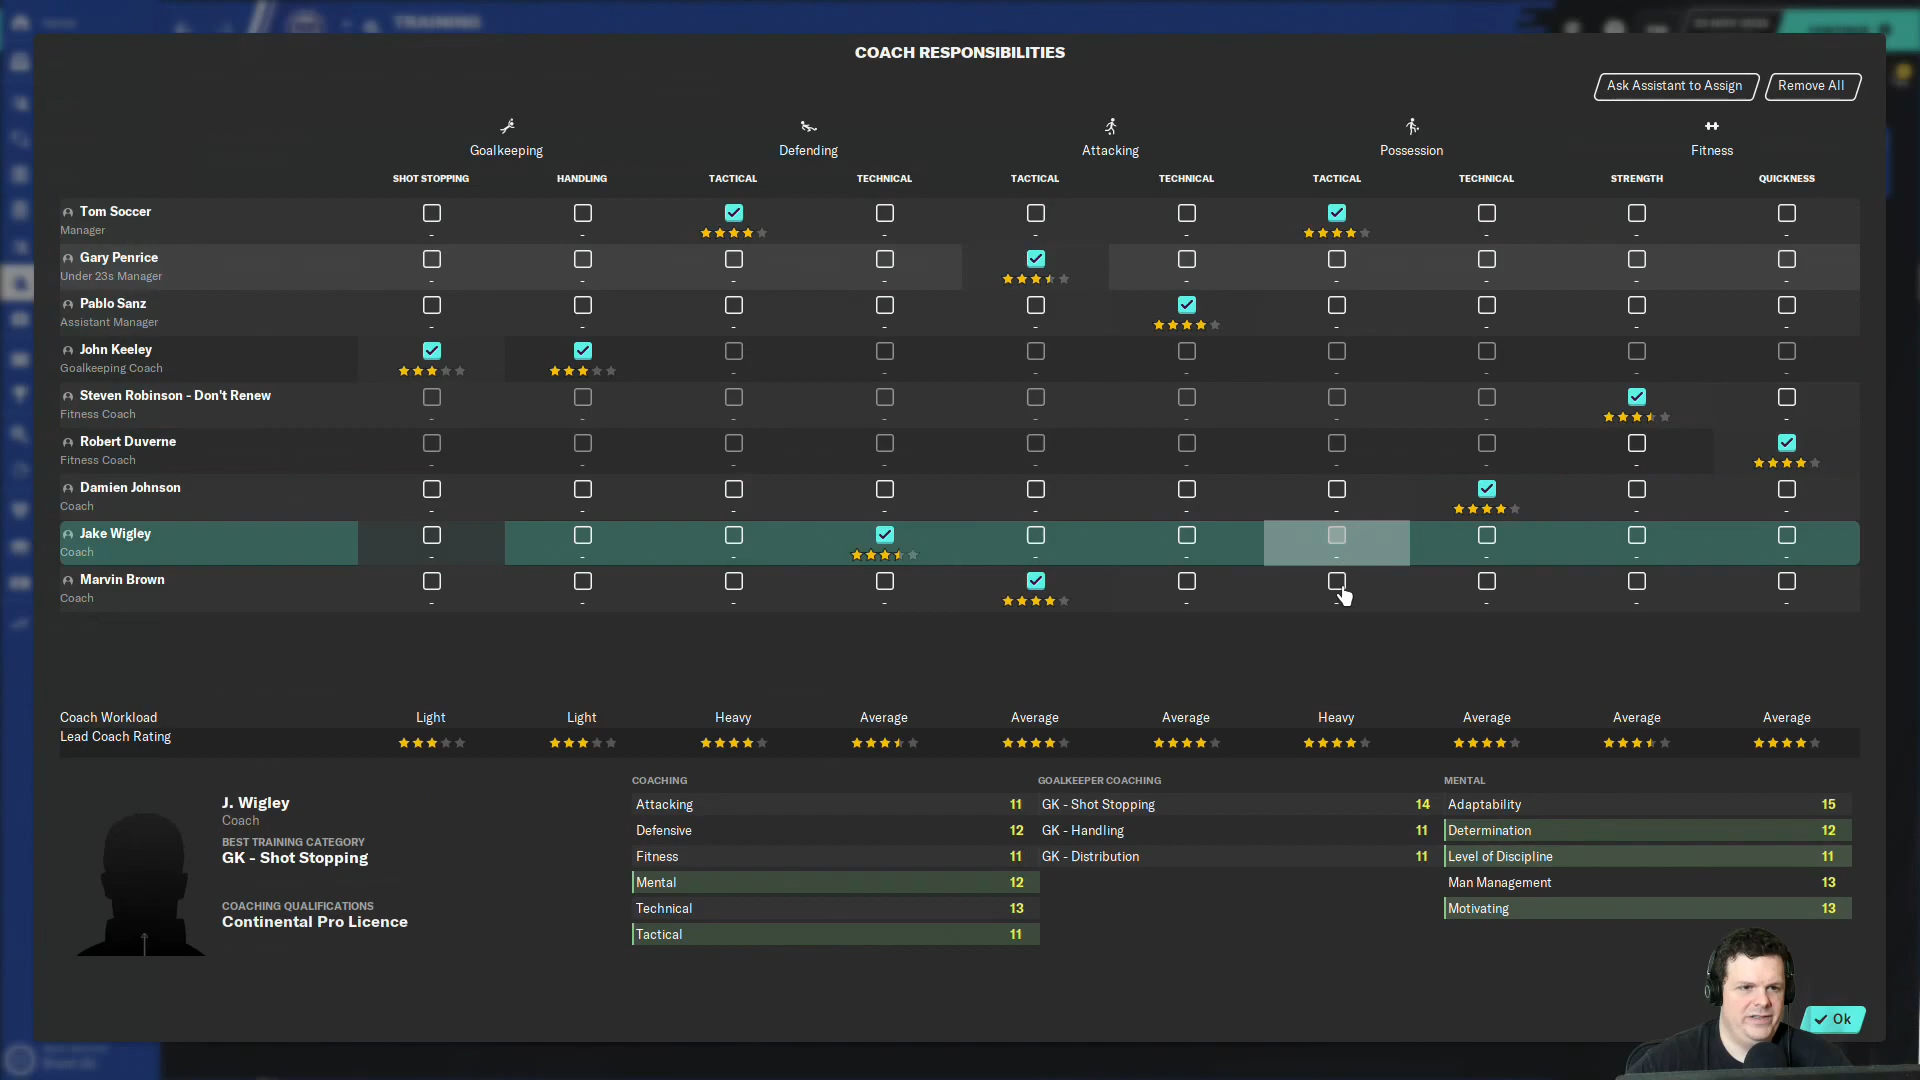 TRAINING
COACH RESPONSIBILITIES
Ask Assistant to Assign
Remove All
Goalkeeping
Defending
Attacking
Possession
Fitness
SHOT STOPPING
HANDLING
TACTICAL
TECHNICAL
TACTICAL
TECHNICAL
TACTICAL
TECHNICAL
STRENGTH
QUICKNESS
Tom Soccer
Manager
Gary Penrice
Under 23s Manager
Pablo Sanz
Assistant Manager
John Keeley
Goalkeeping Coach
Steven Robinson - Don't Renew
Fitness Coach
Robert Duverne
Fitness Coach
Damien Johnson
Coach
Jake Wigley
Coach
Marvin Brown
Coach
Coach Workload
Light
Light
Heavy
Average
Average
Average
Heavy
Average
Average
Average
Lead Coach Rating
J. Wigley
Coach
BEST TRAINING CATEGORY
GK - Shot Stopping
COACHING QUALIFICATIONS
Continental Pro Licence
COACHING
Attacking 11
Defensive 12
Fitness 11
Mental 12
Technical 13
Tactical 11
GOALKEEPER COACHING
GK - Shot Stopping 14
GK - Handling 11
GK - Distribution 11
MENTAL
Adaptability 15
Determination 12
Level of Discipline 11
Man Management 13
Motivating 13
Ok